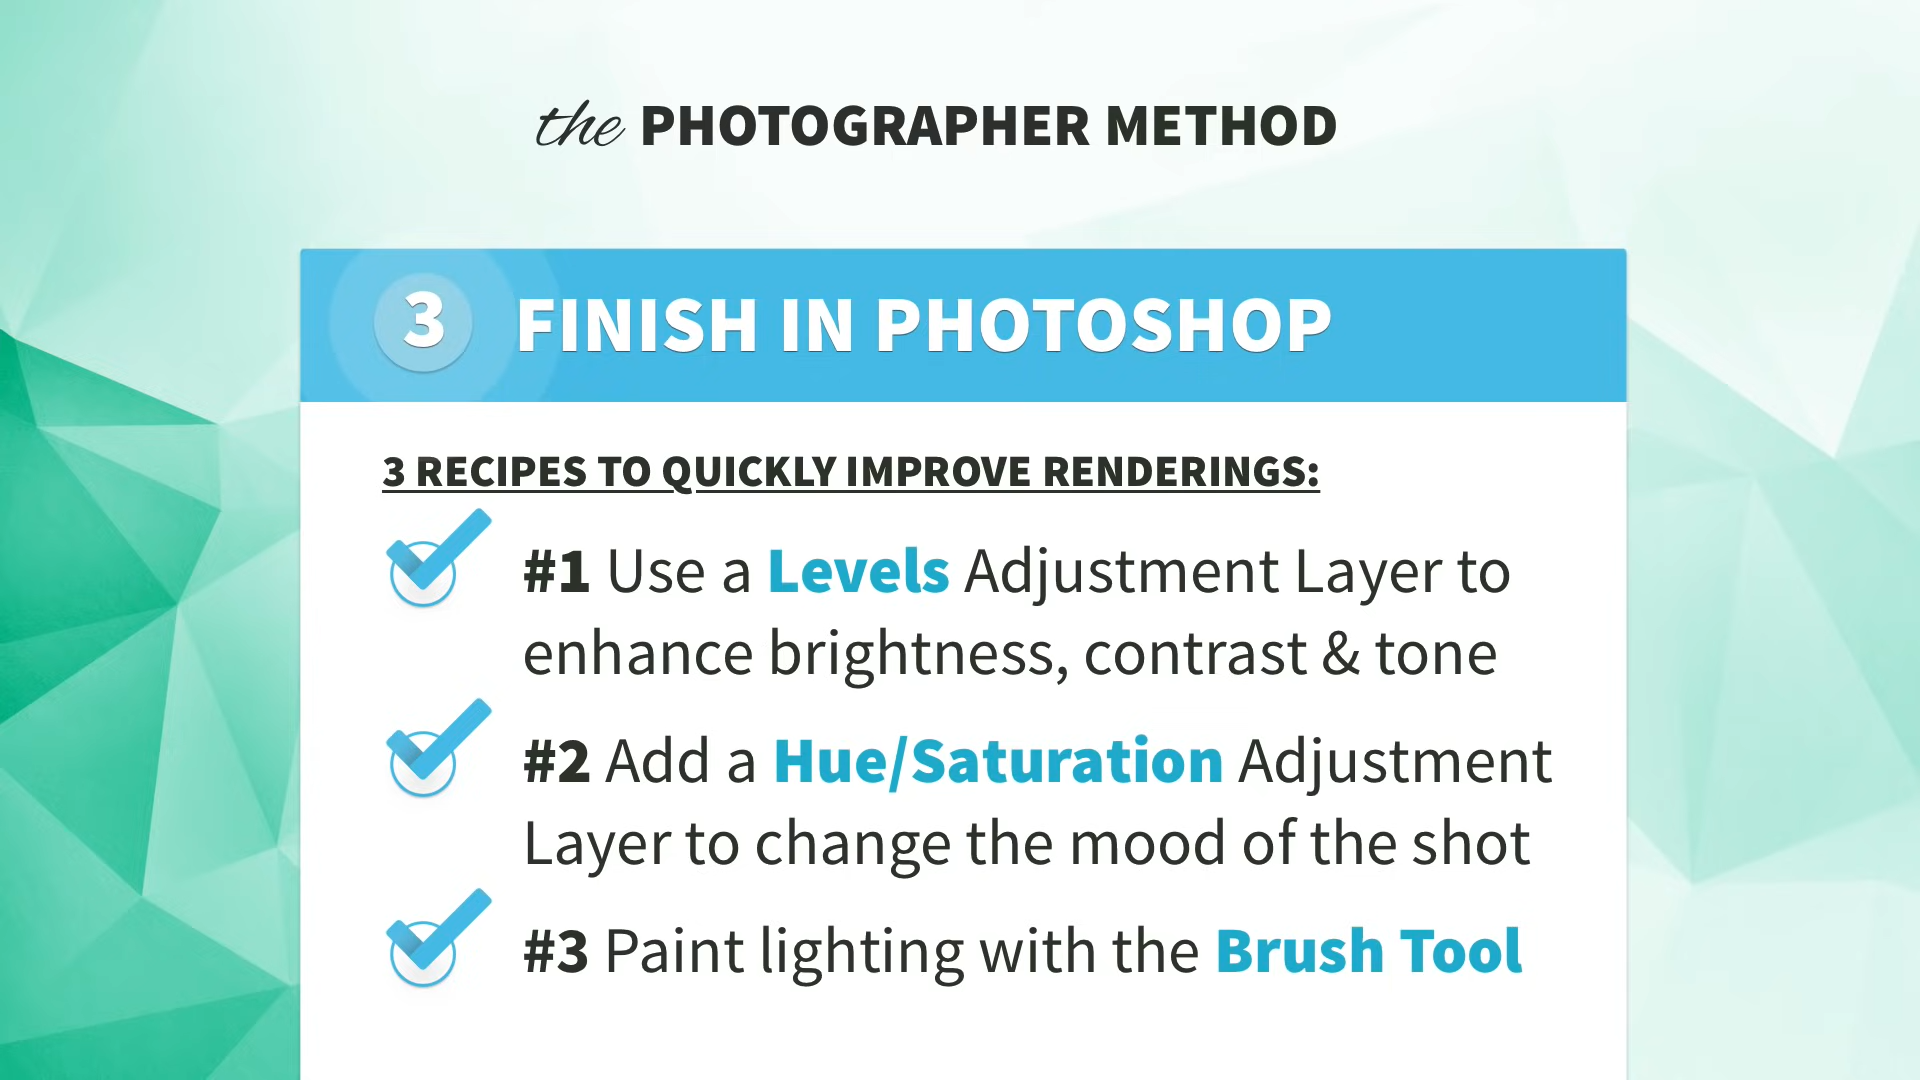 the PHOTOGRAPHER METHOD
3 FINISH IN PHOTOSHOP
3 RECIPES TO QUICKLY IMPROVE RENDERINGS:
#1 Use a Levels Adjustment Layer to
enhance brightness, contrast & tone
#2 Add a Hue/Saturation Adjustment
Layer to change the mood of the shot
#3 Paint lighting with the Brush Tool